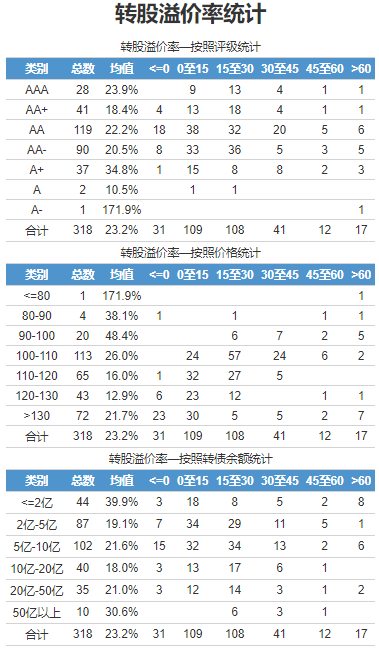 转股溢价率统计
转股溢价率—按照评级统计
类别 总数 均值 <=0 0至15 15至30 30至45 45至60 >60
AAA 28 23.9% 9 13 4 1 1
AA+ 41 18.4% 4 13 18 4 1 1
AA 119 22.2% 18 38 32 20 5 6
AA- 90 20.5% 8 33 36 5 3 5
A+ 37 34.8% 1 15 8 8 2 3
A 2 10.5% 1 1
A- 1 171.9% 1
合计 318 23.2% 31 109 108 41 12 17
转股溢价率—按照价格统计
类别 总数 均值 <=0 0至15 15至30 30至45 45至60 >60
<=80 1 171.9% 1
80-90 4 38.1% 1 1 1 1
90-100 20 48.4% 6 7 2 5
100-110 113 26.0% 24 57 24 6 2
110-120 65 16.0% 1 32 27 5
120-130 43 12.9% 6 23 12 1 1
>130 72 21.7% 23 30 5 5 2 7
合计 318 23.2% 31 109 108 41 12 17
转股溢价率—按照转债余额统计
类别 总数 均值 <=0 0至15 15至30 30至45 45至60 >60
<=2亿 44 39.9% 3 18 8 5 2 8
2亿-5亿 87 19.1% 7 34 29 11 5 1
5亿-10亿 102 21.6% 15 32 34 13 2 6
10亿-20亿 40 18.0% 3 13 17 6 1
20亿-50亿 35 21.0% 3 12 14 3 1 2
50亿以上 10 30.6% 6 3 1
合计 318 23.2% 31 109 108 41 12 17